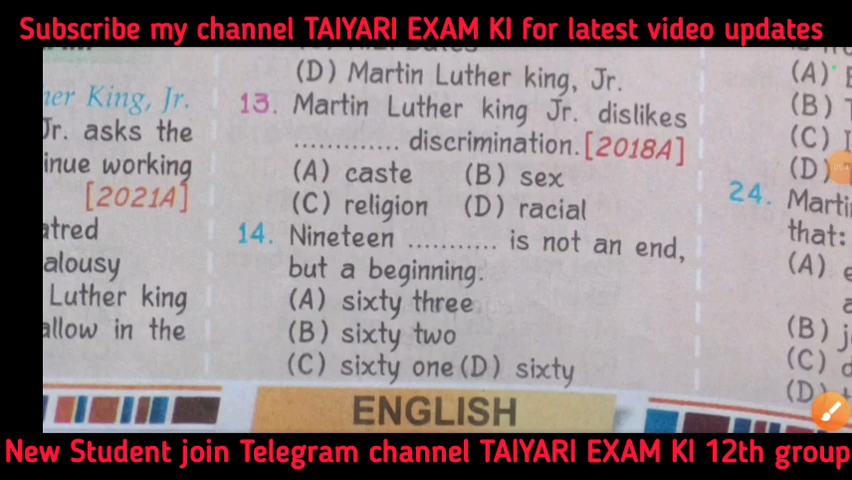 Subscribe my channel TAIYARI EXAM KI for latest video updates
her King, Jr.
Jr. asks the
inue working
[2021A]
atred
alousy
Luther king
allow in the
(D) Martin Luther king, Jr.
13. Martin Luther king Jr. dislikes
............. discrimination. [2018A]
(A) caste (B) sex
(C) religion (D) racial
14. Nineteen ........... is not an end,
but a beginning.
(A) sixty three
(B) sixty two
(C) sixty one (D) sixty
(A)
(B)
(C)
(D)
24. Marti
that:
(A)
(B)
(C)
(D)
ENGLISH
New Student join Telegram channel TAIYARI EXAM KI 12th group